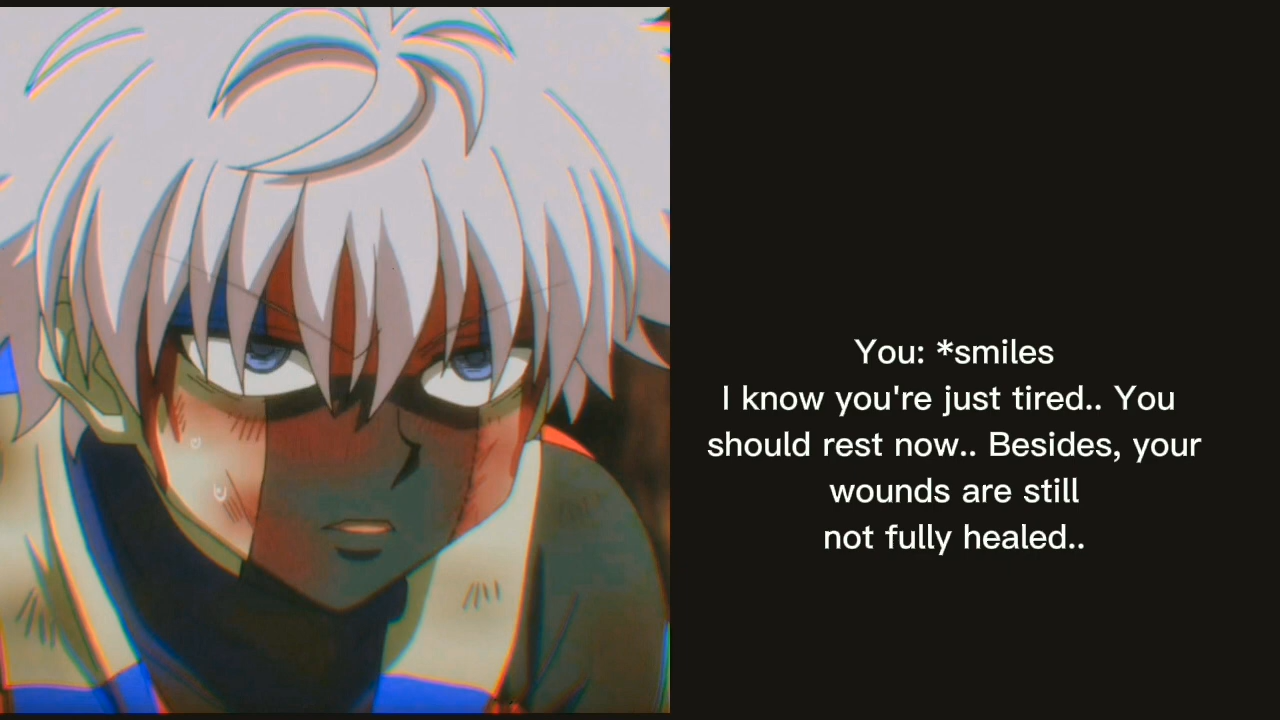 You: *smiles
I know you're just tired.. You
should rest now.. Besides, your
wounds are still
not fully healed..